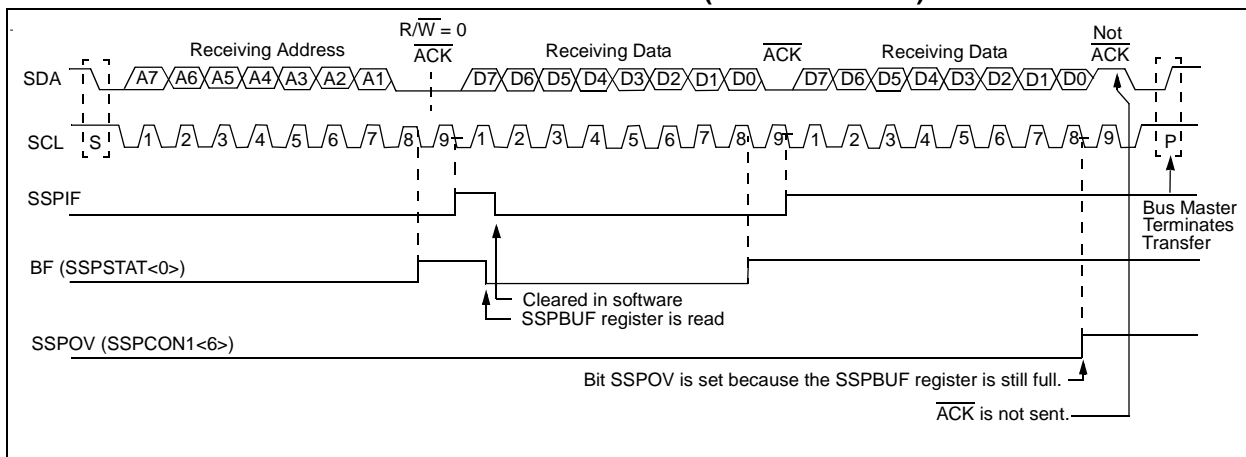 R/W = 0
Receiving Address ACK Receiving Data ACK Receiving Data Not ACK
SDA A7 A6 A5 A4 A3 A2 A1 D7 D6 D5 D4 D3 D2 D1 D0 D7 D6 D5 D4 D3 D2 D1 D0
SCL S 1 2 3 4 5 6 7 8 9 1 2 3 4 5 6 7 8 9 1 2 3 4 5 6 7 8 9 P
SSPIF
Bus Master
Terminates
Transfer
BF (SSPSTAT<0>)
Cleared in software
SSPBUF register is read
SSPOV (SSPCON1<6>)
Bit SSPOV is set because the SSPBUF register is still full.
ACK is not sent.